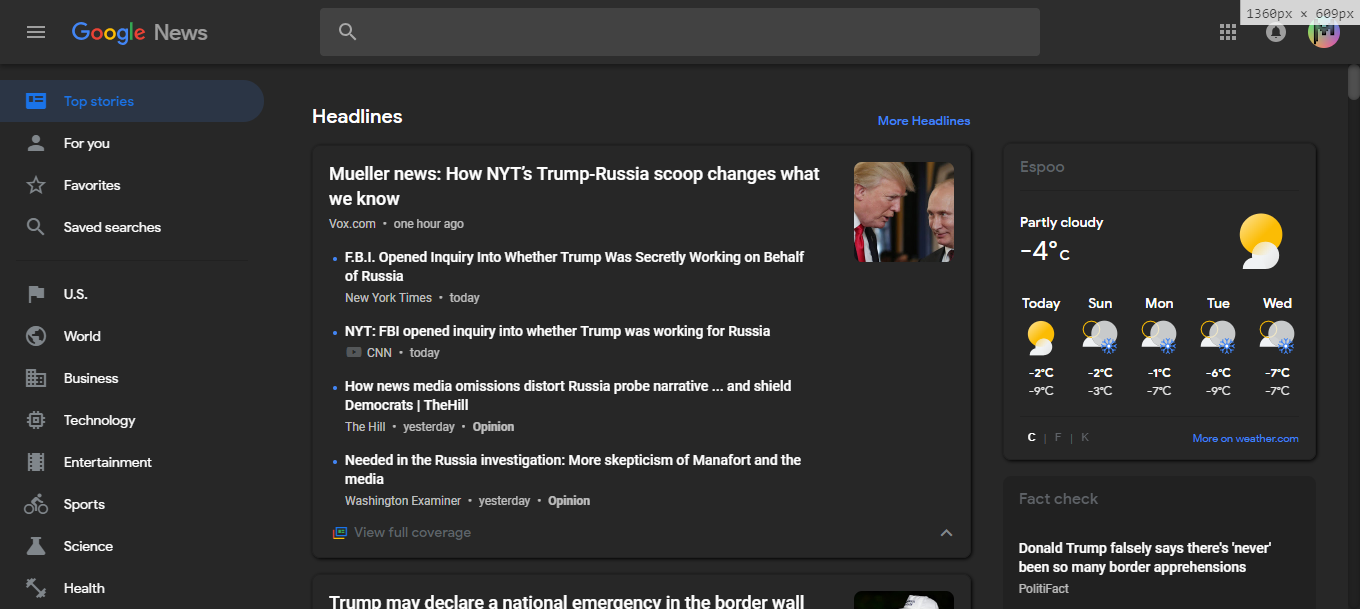 1360px × 609px
Google News
Top stories
For you
Favorites
Saved searches
U.S.
World
Business
Technology
Entertainment
Sports
Science
Health
Headlines
More Headlines
Mueller news: How NYT's Trump-Russia scoop changes what
we know
Vox.com • one hour ago
• F.B.I. Opened Inquiry Into Whether Trump Was Secretly Working on Behalf
of Russia
New York Times • today
• NYT: FBI opened inquiry into whether Trump was working for Russia
CNN • today
• How news media omissions distort Russia probe narrative ... and shield
Democrats | TheHill
The Hill • yesterday • Opinion
• Needed in the Russia investigation: More skepticism of Manafort and the
media
Washington Examiner • yesterday • Opinion
View full coverage
Trump may declare a national emergency in the border wall
Espoo
Partly cloudy
-4°C
Today Sun Mon Tue Wed
-2°C -2°C -1°C -6°C -7°C
-9°C -3°C -7°C -9°C -7°C
C | F | K
More on weather.com
Fact check
Donald Trump falsely says there's 'never'
been so many border apprehensions
PolitiFact